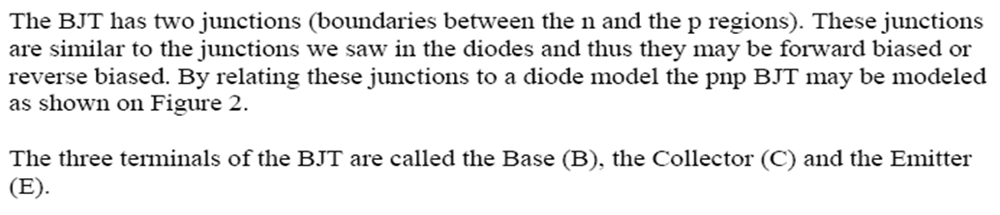 The BJT has two junctions (boundaries between the n and the p regions). These junctions
are similar to the junctions we saw in the diodes and thus they may be forward biased or
reverse biased. By relating these junctions to a diode model the pnp BJT may be modeled
as shown on Figure 2.
The three terminals of the BJT are called the Base (B), the Collector (C) and the Emitter
(E).